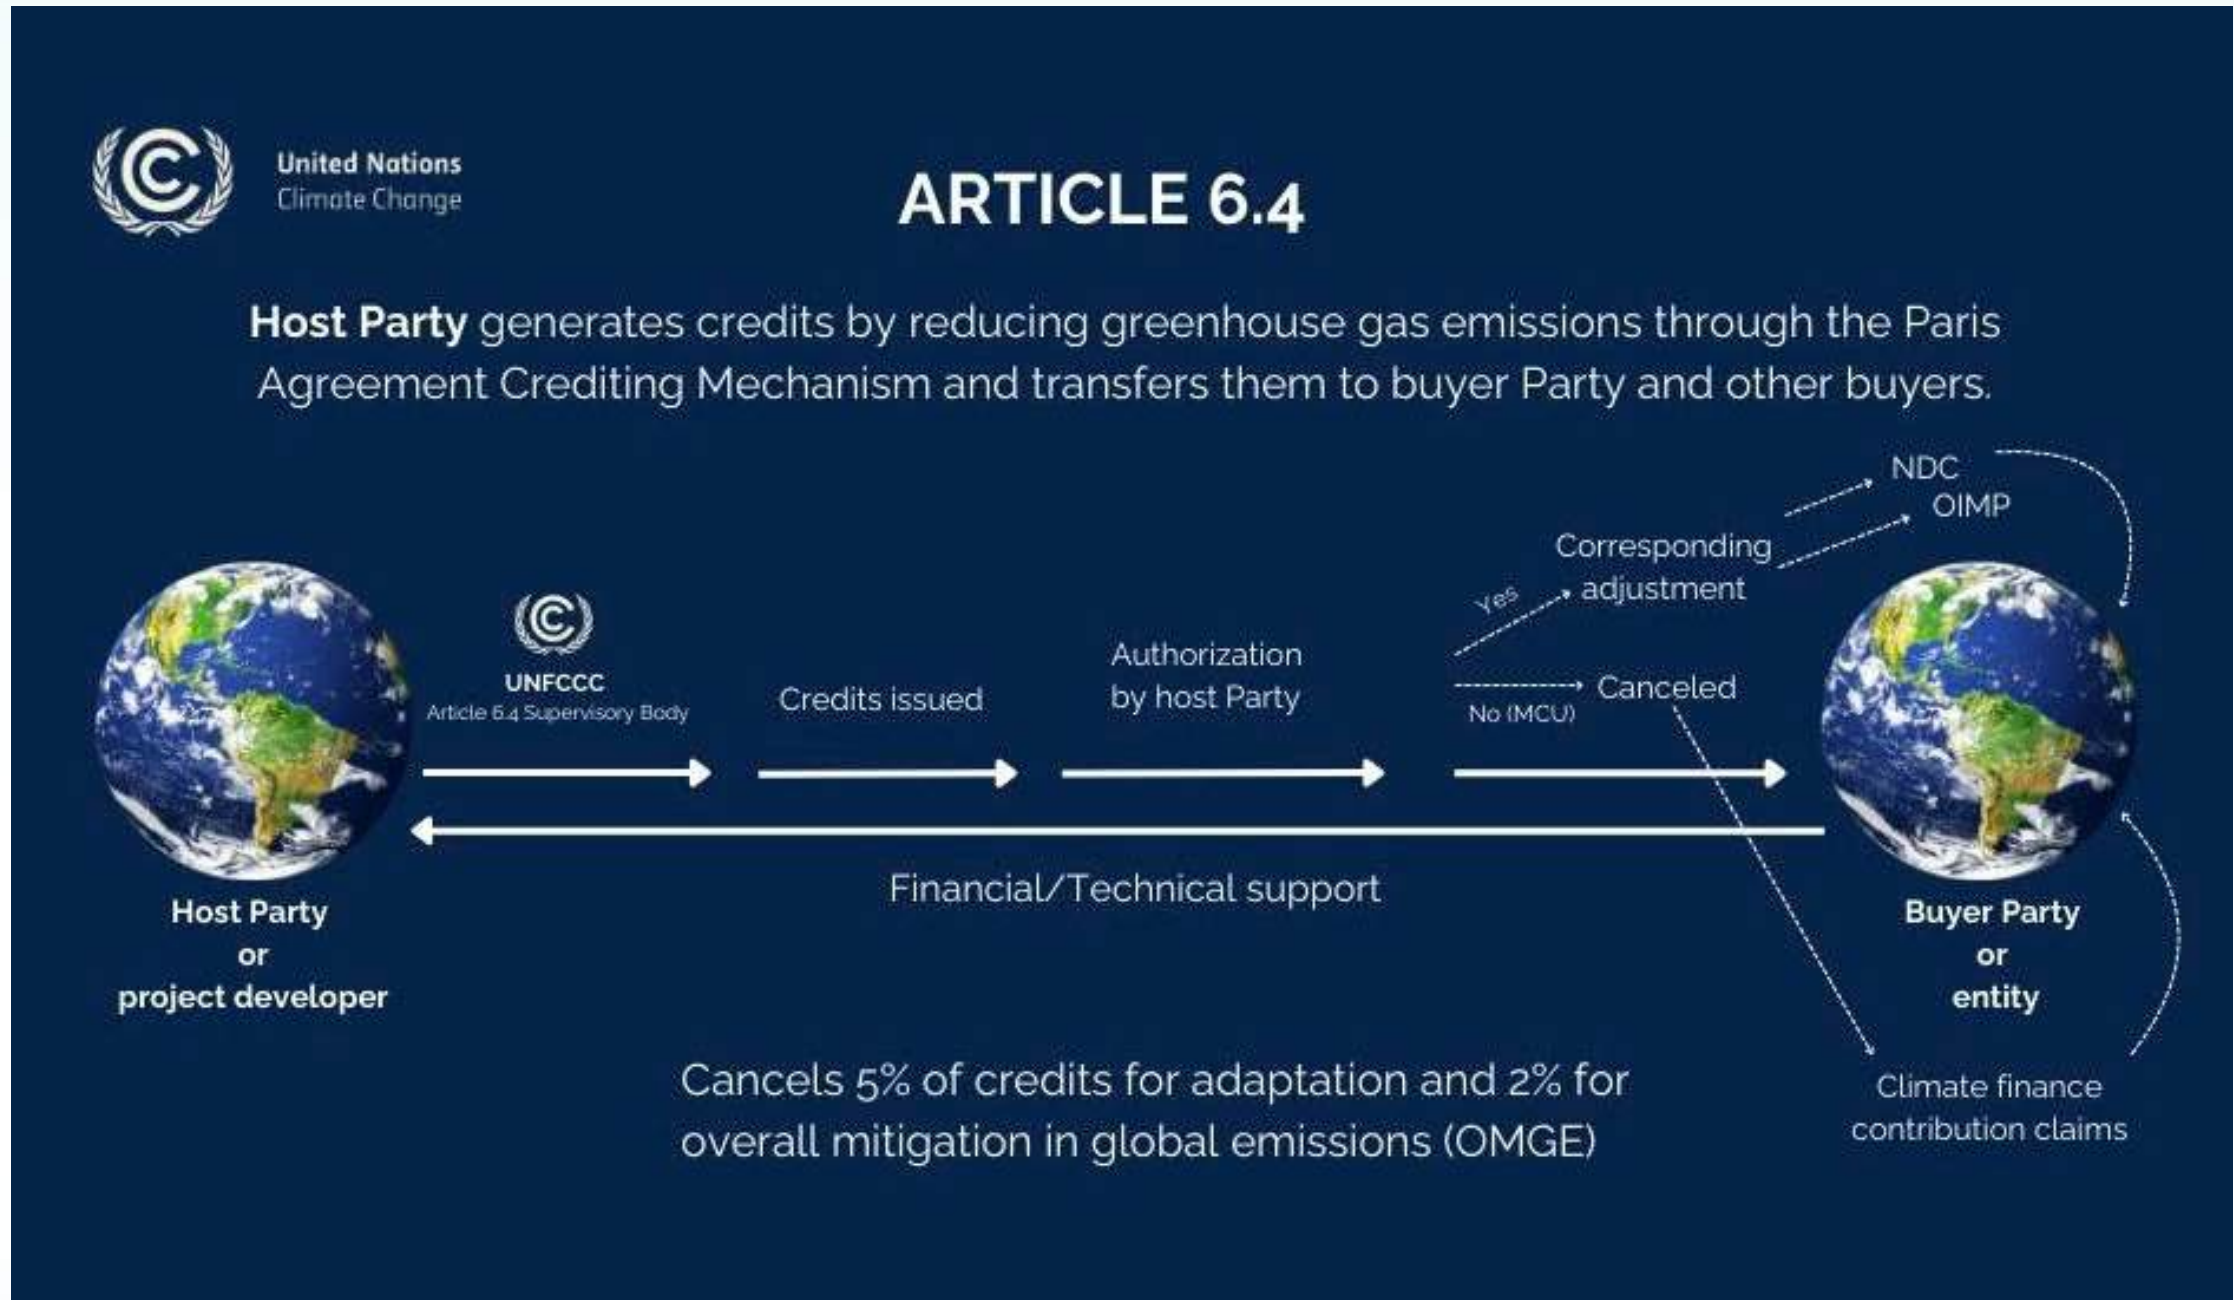 United Nations
Climate Change
ARTICLE 6.4
Host Party generates credits by reducing greenhouse gas emissions through the Paris
Agreement Crediting Mechanism and transfers them to buyer Party and other buyers.
NDC
OIMP
Corresponding
adjustment
Yes
Canceled
No (MCU)
Authorization
by host Party
Credits issued
UNFCCC
Article 6.4 Supervisory Body
Financial/Technical support
Host Party
or
project developer
Buyer Party
or
entity
Climate finance
contribution claims
Cancels 5% of credits for adaptation and 2% for
overall mitigation in global emissions (OMGE)